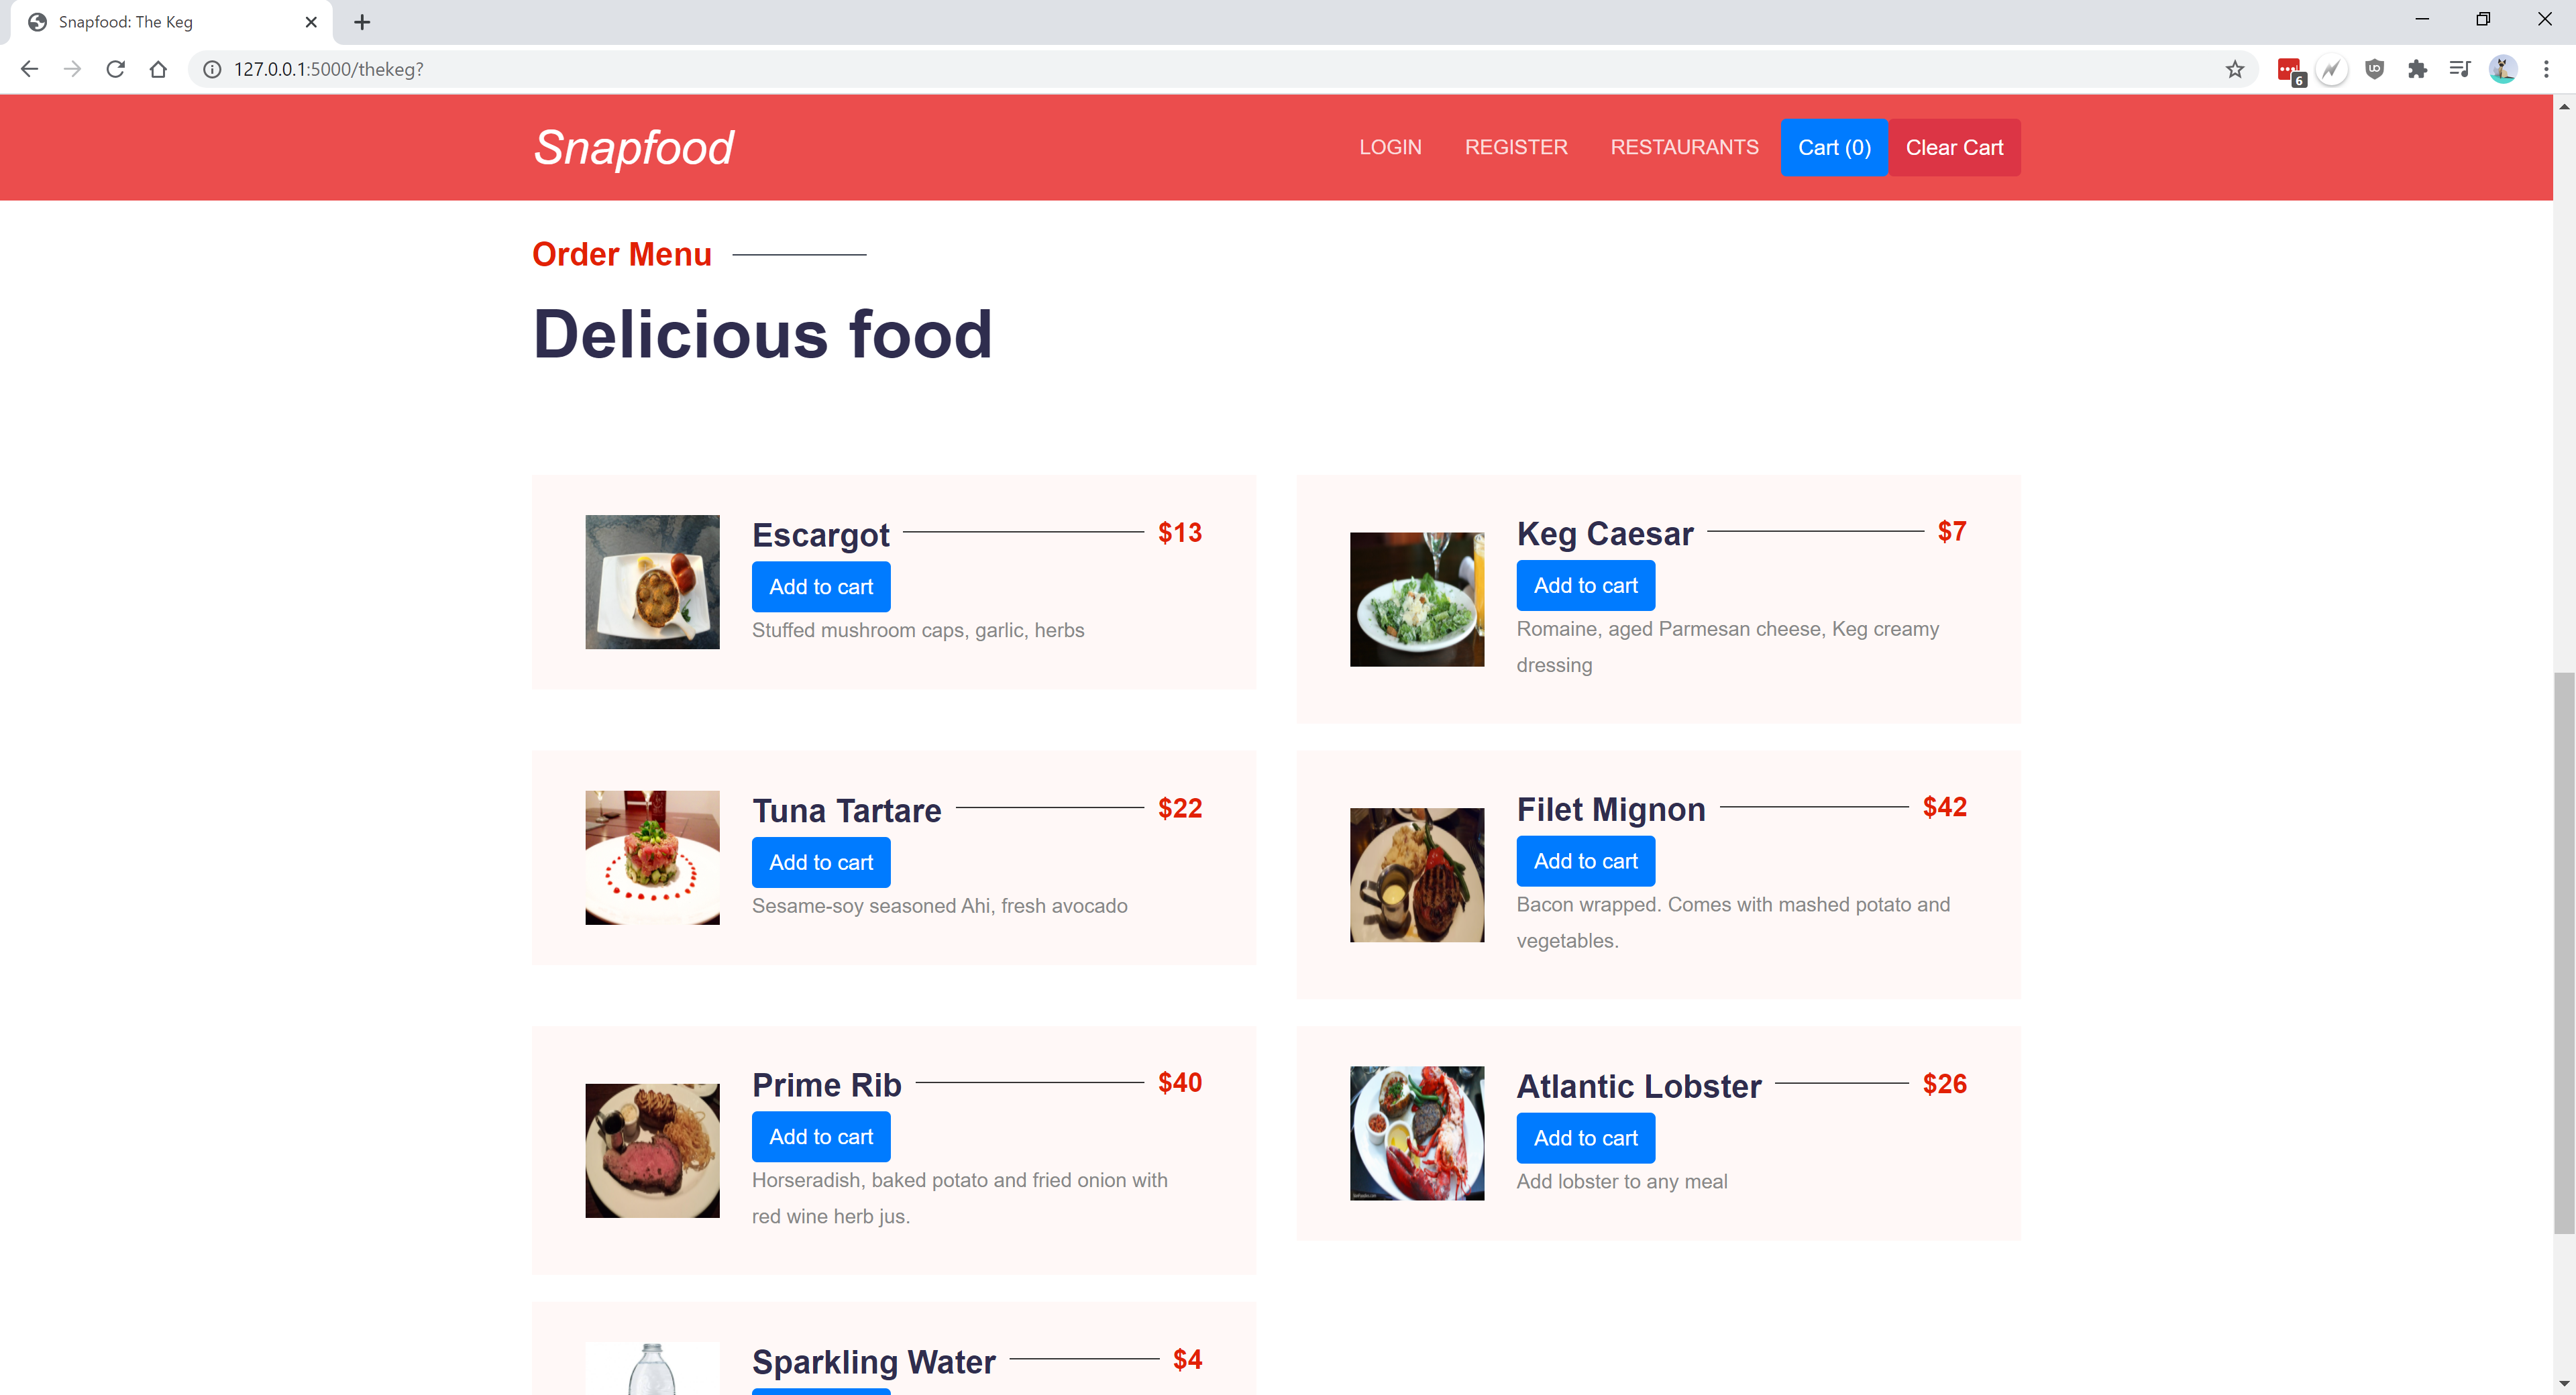 Snapfood: The Keg
127.0.0.1:5000/thekeg?
6
Snapfood
LOGIN
REGISTER
RESTAURANTS
Cart (0)
Clear Cart
Order Menu
Delicious food
Escargot
$13
Add to cart
Stuffed mushroom caps, garlic, herbs
Keg Caesar
$7
Add to cart
Romaine, aged Parmesan cheese, Keg creamy
dressing
Tuna Tartare
$22
Add to cart
Sesame-soy seasoned Ahi, fresh avocado
Filet Mignon
$42
Add to cart
Bacon wrapped. Comes with mashed potato and
vegetables.
Prime Rib
$40
Add to cart
Horseradish, baked potato and fried onion with
red wine herb jus.
Atlantic Lobster
$26
Add to cart
Add lobster to any meal
Sparkling Water
$4